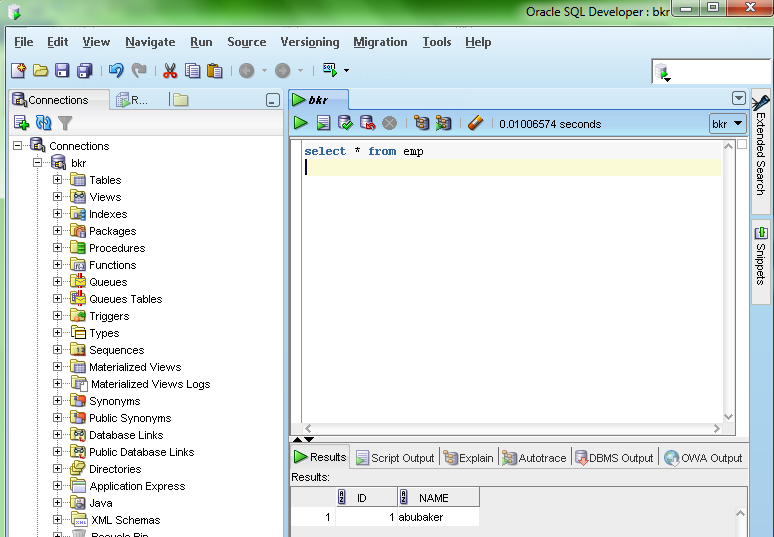 Oracle SQL Developer : bkr
File Edit View Navigate Run Source Versioning Migration Tools Help
Connections
R...
bkr
0.01006574 seconds
bkr
Connections
bkr
Tables
Views
Indexes
Packages
Procedures
Functions
Queues
Queues Tables
Triggers
Types
Sequences
Materialized Views
Materialized Views Logs
Synonyms
Public Synonyms
Database Links
Public Database Links
Directories
Application Express
Java
XML Schemas
Recycle Bin
select * from emp
Results Script Output Explain Autotrace DBMS Output OWA Output
Results:
ID NAME
1 1 abubaker
Extended Search
Snippets